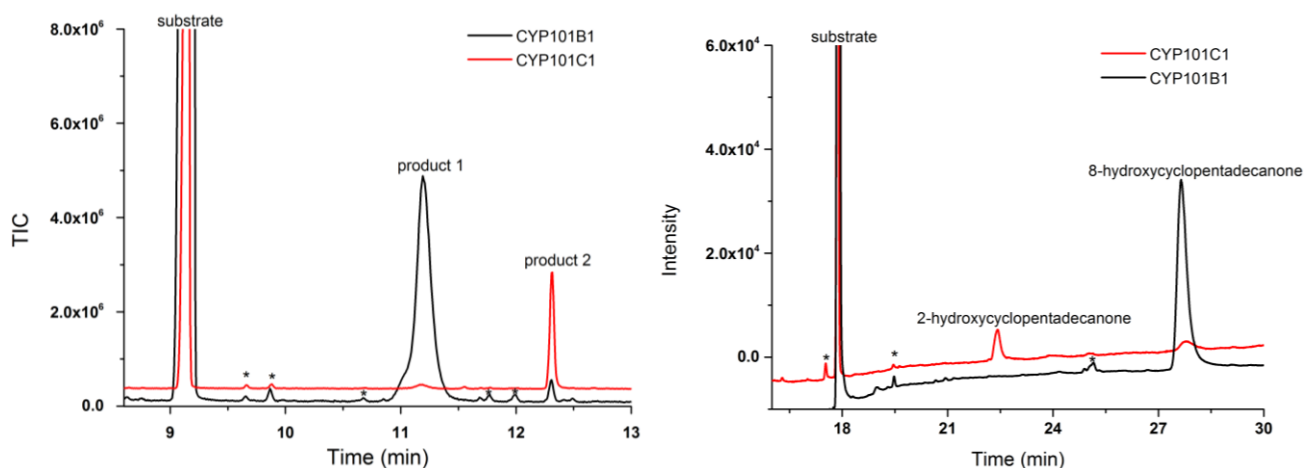 substrate
8.0x10⁶
CYP101B1
CYP101C1
6.0x10⁶
product 1
TIC
4.0x10⁶
product 2
2.0x10⁶
* * * * *
0.0
9 10 11 12 13
Time (min)
6.0x10⁴
substrate
CYP101C1
CYP101B1
4.0x10⁴
8-hydroxycyclopentadecanone
Intensity
2.0x10⁴
2-hydroxycyclopentadecanone
* * *
0.0
18 21 24 27 30
Time (min)